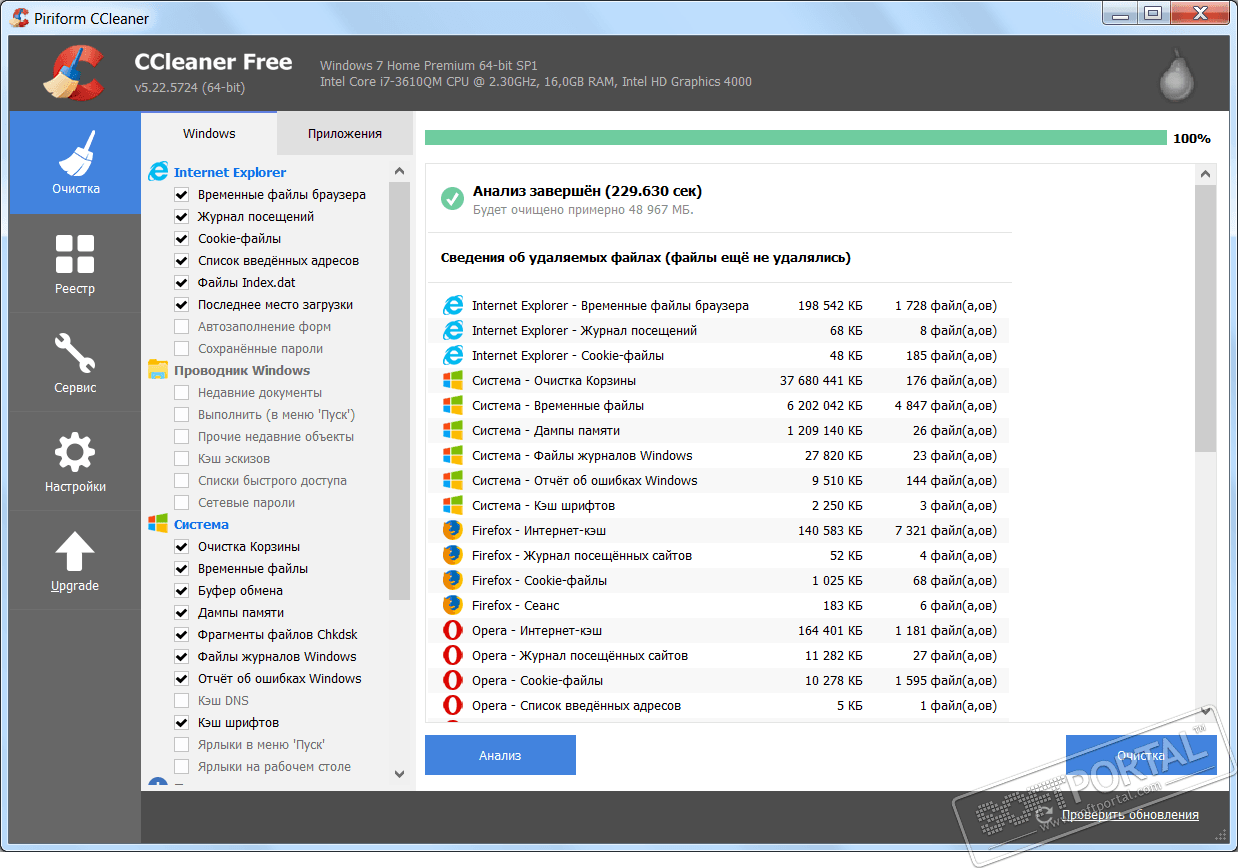 Piriform CCleaner
CCleaner Free
v5.22.5724 (64-bit)
Windows 7 Home Premium 64-bit SP1
Intel Core i7-3610QM CPU @ 2.30GHz, 16,0GB RAM, Intel HD Graphics 4000
Очистка
Реестр
Сервис
Настройки
Upgrade
Windows
Приложения
Internet Explorer
Временные файлы браузера
Журнал посещений
Cookie-файлы
Список введённых адресов
Файлы Index.dat
Последнее место загрузки
Автозаполнение форм
Сохранённые пароли
Проводник Windows
Недавние документы
Выполнить (в меню 'Пуск')
Прочие недавние объекты
Кэш эскизов
Списки быстрого доступа
Сетевые пароли
Система
Очистка Корзины
Временные файлы
Буфер обмена
Дампы памяти
Фрагменты файлов Chkdsk
Файлы журналов Windows
Отчёт об ошибках Windows
Кэш DNS
Кэш шрифтов
Ярлыки в меню 'Пуск'
Ярлыки на рабочем столе
100%
Анализ завершён (229.630 сек)
Будет очищено примерно 48 967 МБ.
Сведения об удаляемых файлах (файлы ещё не удалялись)
Internet Explorer - Временные файлы браузера 198 542 КБ 1 728 файл(а,ов)
Internet Explorer - Журнал посещений 68 КБ 8 файл(а,ов)
Internet Explorer - Cookie-файлы 48 КБ 185 файл(а,ов)
Система - Очистка Корзины 37 680 441 КБ 176 файл(а,ов)
Система - Временные файлы 6 202 042 КБ 4 847 файл(а,ов)
Система - Дампы памяти 1 209 140 КБ 26 файл(а,ов)
Система - Файлы журналов Windows 27 820 КБ 23 файл(а,ов)
Система - Отчёт об ошибках Windows 9 510 КБ 144 файл(а,ов)
Система - Кэш шрифтов 2 250 КБ 3 файл(а,ов)
Firefox - Интернет-кэш 140 583 КБ 7 321 файл(а,ов)
Firefox - Журнал посещённых сайтов 52 КБ 4 файл(а,ов)
Firefox - Cookie-файлы 1 025 КБ 68 файл(а,ов)
Firefox - Сеанс 183 КБ 6 файл(а,ов)
Opera - Интернет-кэш 164 401 КБ 1 181 файл(а,ов)
Opera - Журнал посещённых сайтов 11 282 КБ 27 файл(а,ов)
Opera - Cookie-файлы 10 278 КБ 1 595 файл(а,ов)
Opera - Список введённых адресов 5 КБ 1 файл(а,ов)
Анализ
Очистка
SOFTPORTAL™
www.softportal.com
Проверить обновления